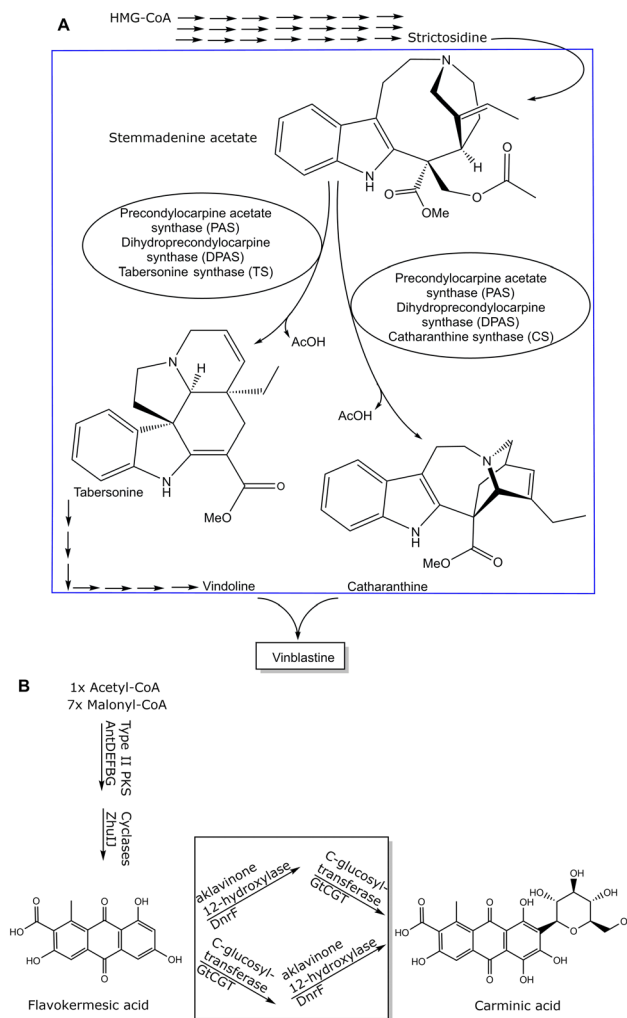 A
HMG-CoA
Strictosidine
N
Stemmadenine acetate
H
NH
O
O
OMe
O
Precondylocarpine acetate
synthase (PAS)
Dihydroprecondylocarpine
synthase (DPAS)
Tabersonine synthase (TS)
Precondylocarpine acetate
synthase (PAS)
Dihydroprecondylocarpine
synthase (DPAS)
Catharanthine synthase (CS)
AcOH
AcOH
N
H
N
H
O
MeO
Tabersonine
N
N
H
MeO
O
Vindoline
Catharanthine
Vinblastine
B
1x Acetyl-CoA
7x Malonyl-CoA
Type II PKS
AntDEFBG
Cyclases
ZhuIJ
aklavinone
12-hydroxylase
DnrF
C-glucosyl-
transferase
GtCGT
C-glucosyl-
transferase
GtCGT
aklavinone
12-hydroxylase
DnrF
O
O
OH
HO
HO
O
OH
Flavokermesic acid
OH
HO
OH
HO
O
O
O
OH
O
HO
HO
O
OH
OH
Carminic acid